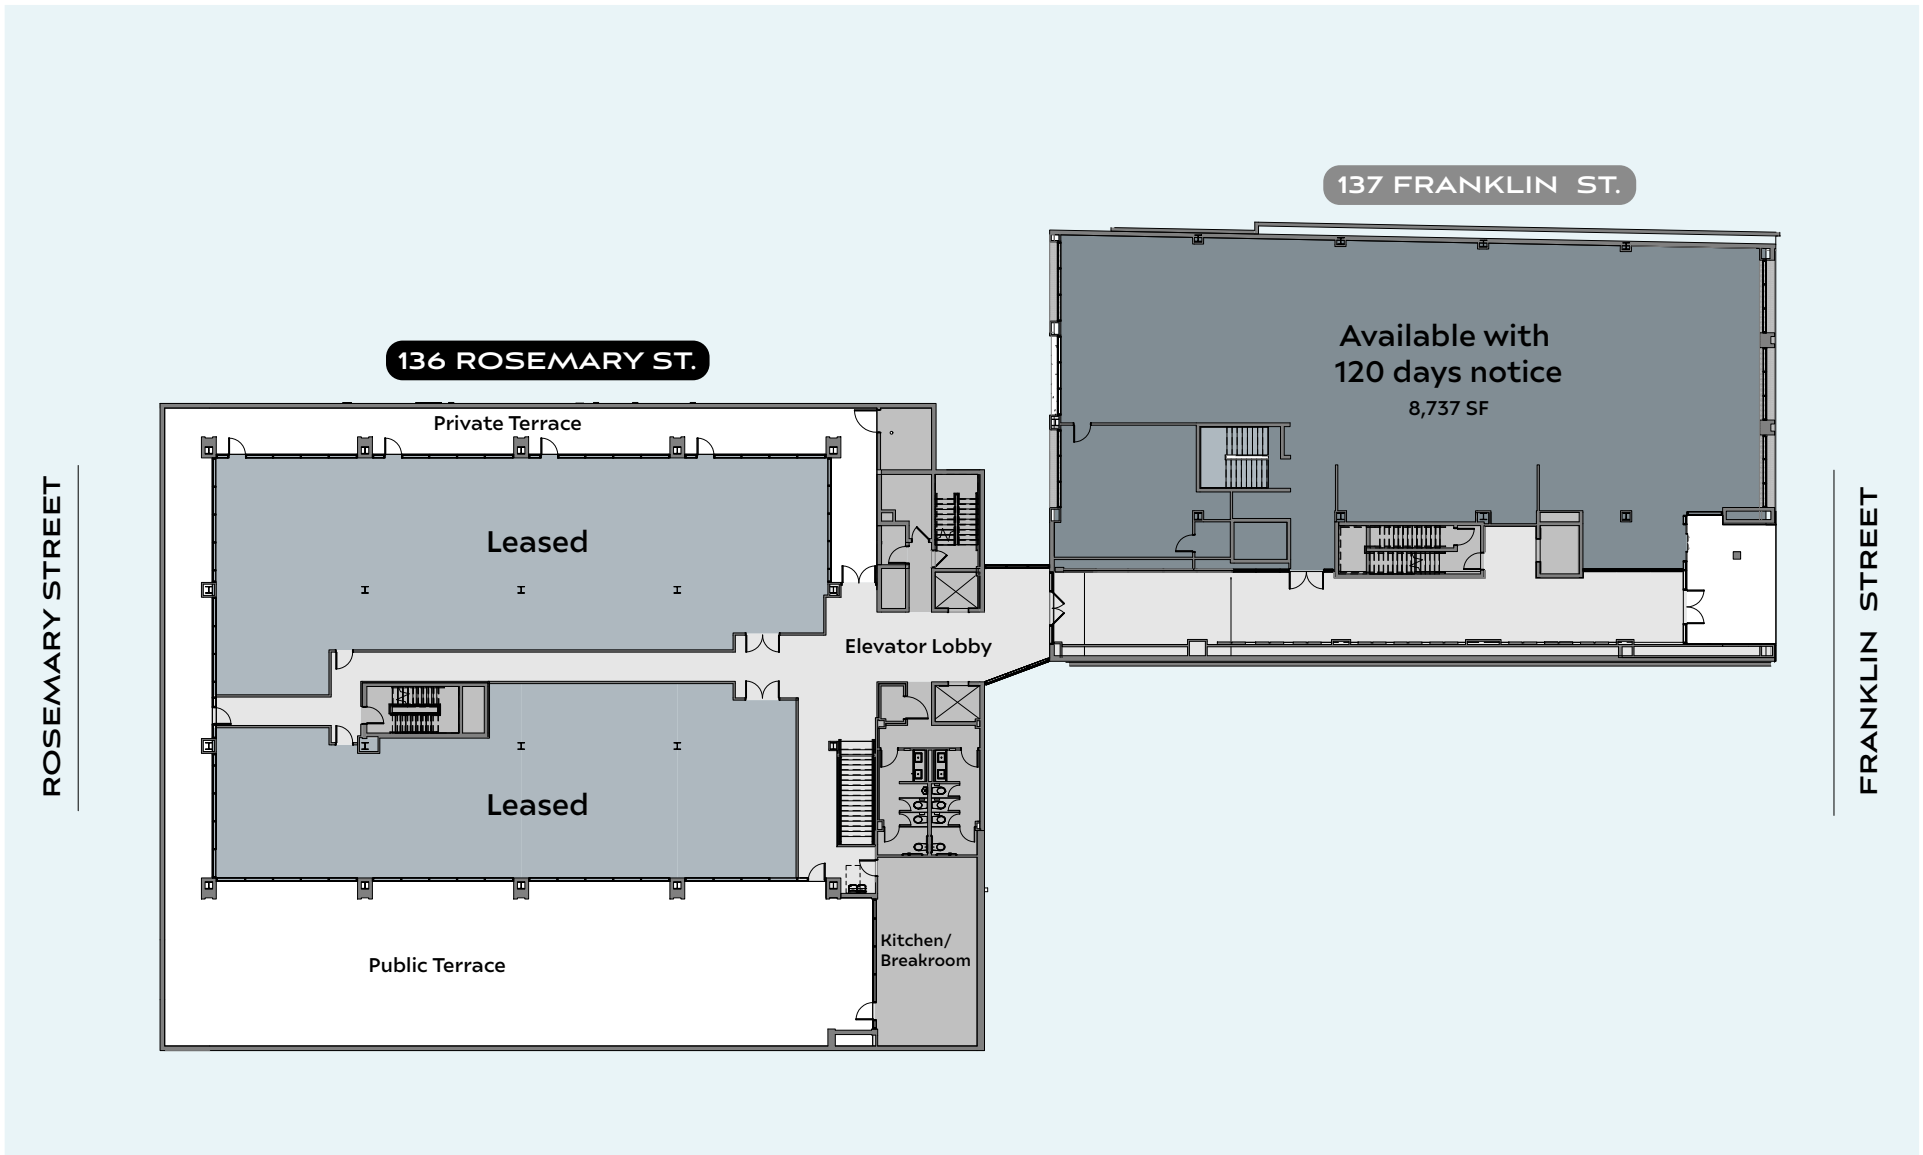 137 FRANKLIN ST.
Available with
120 days notice
8,737 SF
136 ROSEMARY ST.
Private Terrace
Leased
Elevator Lobby
Leased
Kitchen/
Breakroom
Public Terrace
ROSEMARY STREET
FRANKLIN STREET